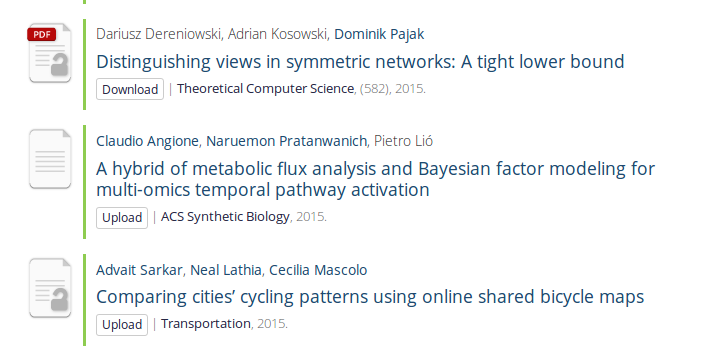 PDF
Dariusz Dereniowski, Adrian Kosowski, Dominik Pajak
Distinguishing views in symmetric networks: A tight lower bound
Download | Theoretical Computer Science, (582), 2015.
Claudio Angione, Naruemon Pratanwanich, Pietro Lió
A hybrid of metabolic flux analysis and Bayesian factor modeling for
multi-omics temporal pathway activation
Upload | ACS Synthetic Biology, 2015.
Advait Sarkar, Neal Lathia, Cecilia Mascolo
Comparing cities’ cycling patterns using online shared bicycle maps
Upload | Transportation, 2015.